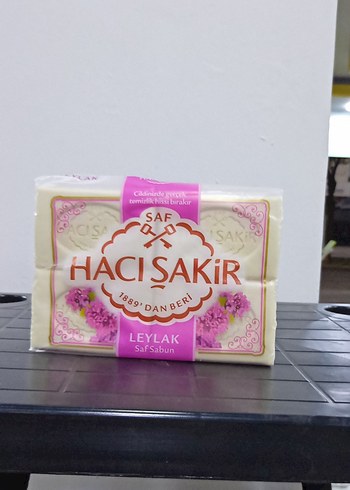 Cildinizde gerçek
temizlik hissi bırakır
SAF
HACI ŞAKİR
1889' DAN BERİ
LEYLAK
Saf Sabun